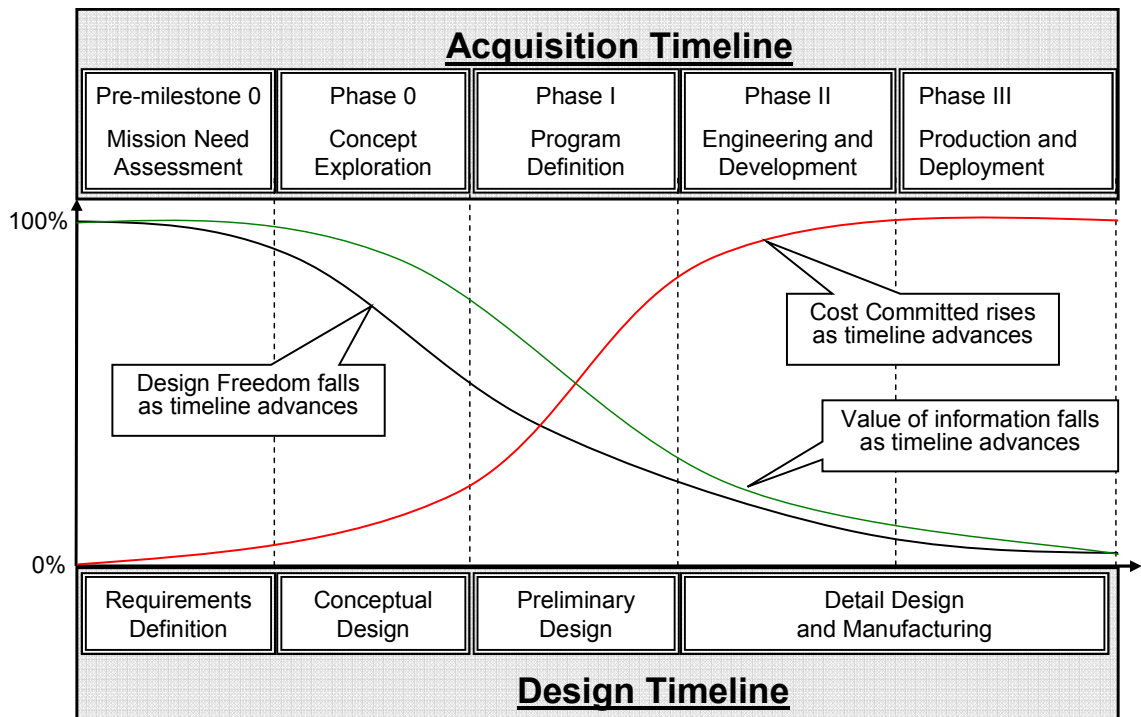 Acquisition Timeline
Pre-milestone 0
Mission Need
Assessment
Phase 0
Concept
Exploration
Phase I
Program
Definition
Phase II
Engineering and
Development
Phase III
Production and
Deployment
100%
Cost Committed rises
as timeline advances
Design Freedom falls
as timeline advances
Value of information falls
as timeline advances
0%
Requirements
Definition
Conceptual
Design
Preliminary
Design
Detail Design
and Manufacturing
Design Timeline